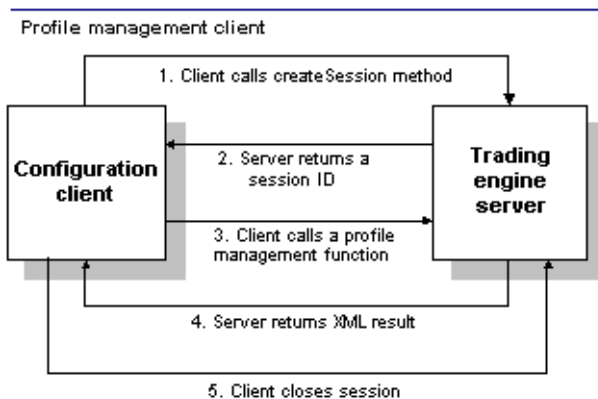 Profile management client
1. Client calls createSession method
Configuration
client
2. Server returns a
session ID
Trading
engine
server
3. Client calls a profile
management function
4. Server returns XML result
5. Client closes session